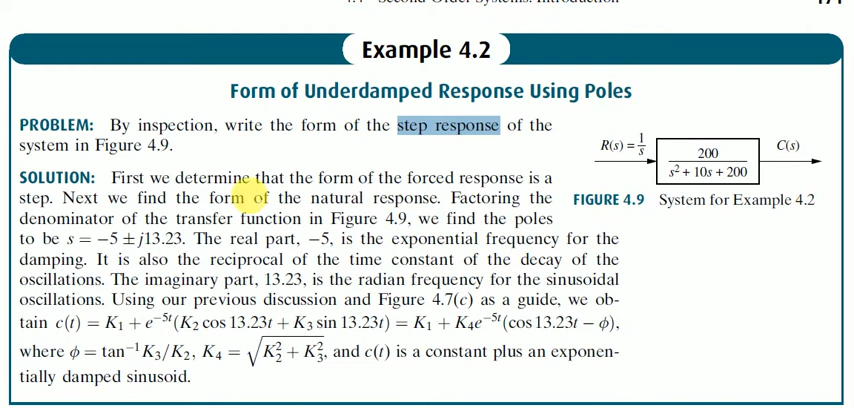 Example 4.2
Form of Underdamped Response Using Poles
PROBLEM: By inspection, write the form of the step response of the
system in Figure 4.9.
SOLUTION: First we determine that the form of the forced response is a
step. Next we find the form of the natural response. Factoring the
denominator of the transfer function in Figure 4.9, we find the poles
to be s = −5 ± j13.23. The real part, −5, is the exponential frequency for the
damping. It is also the reciprocal of the time constant of the decay of the
oscillations. The imaginary part, 13.23, is the radian frequency for the sinusoidal
oscillations. Using our previous discussion and Figure 4.7(c) as a guide, we ob-
tain c(t) = K₁ + e⁻⁵ᵗ(K₂ cos 13.23t + K₃ sin 13.23t) = K₁ + K₄e⁻⁵ᵗ(cos 13.23t − ϕ),
where ϕ = tan⁻¹ K₃/K₂, K₄ = √(K₂² + K₃²), and c(t) is a constant plus an exponen-
tially damped sinusoid.
R(s) = 1/s
200
s² + 10s + 200
C(s)
FIGURE 4.9 System for Example 4.2